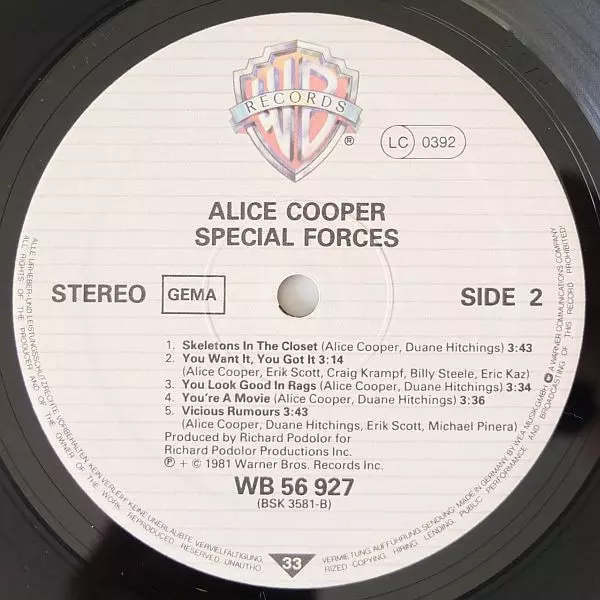 WB
RECORDS
®
LC 0392
ALICE COOPER
SPECIAL FORCES
STEREO GEMA SIDE 2
1. Skeletons In The Closet (Alice Cooper, Duane Hitchings) 3:43
2. You Want It, You Got It 3:14
(Alice Cooper, Erik Scott, Craig Krampf, Billy Steele, Eric Kaz)
3. You Look Good In Rags (Alice Cooper, Duane Hitchings) 3:34
4. You're A Movie (Alice Cooper, Duane Hitchings) 3:36
5. Vicious Rumours 3:43
(Alice Cooper, Duane Hitchings, Erik Scott, Michael Pinera)
Produced by Richard Podolor for
Richard Podolor Productions Inc.
℗ + © 1981 Warner Bros. Records Inc.
WB 56 927
(BSK 3581-B)
33
ALLE URHEBER- UND LEISTUNGSSCHUTZRECHTE VORBEHALTEN. KEIN VERLEIH! KEINE UNERLAUBTE VERVIELFÄLTIGUNG, VERMIETUNG, AUFFÜHRUNG, SENDUNG! MADE IN GERMANY BY WEA MUSIK GMBH A WARNER COMMUNICATIONS COMPANY
ALL RIGHTS OF THE PRODUCER AND OF THE OWNER OF THE WORK REPRODUCED RESERVED. UNAUTHORIZED COPYING, HIRING, LENDING, PUBLIC PERFORMANCE AND BROADCASTING OF THIS RECORD PROHIBITED!